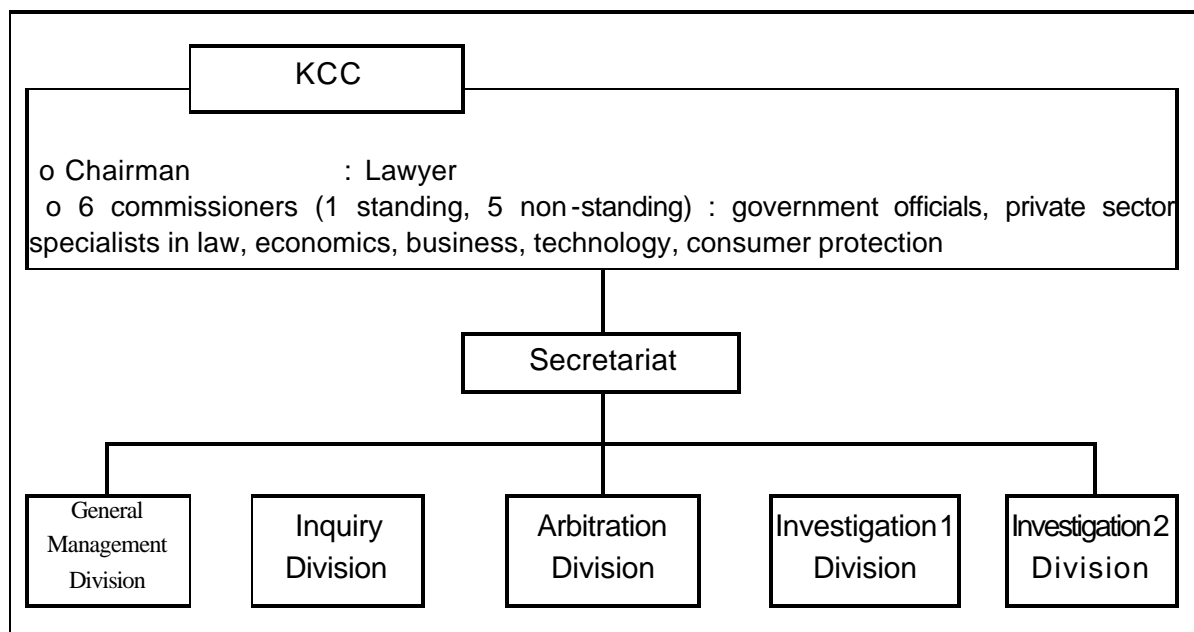 KCC
o Chairman : Lawyer
o 6 commissioners (1 standing, 5 non-standing) : government officials, private sector
specialists in law, economics, business, technology, consumer protection
Secretariat
General
Management
Division
Inquiry
Division
Arbitration
Division
Investigation 1
Division
Investigation 2
Division